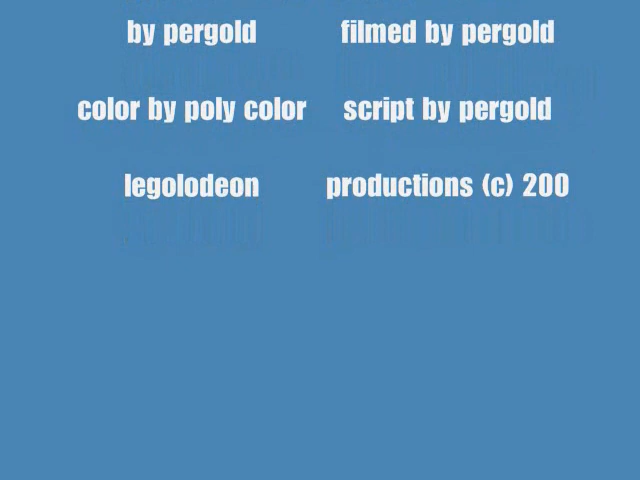 by pergold filmed by pergold
color by poly color script by pergold
legolodeon productions (c) 200